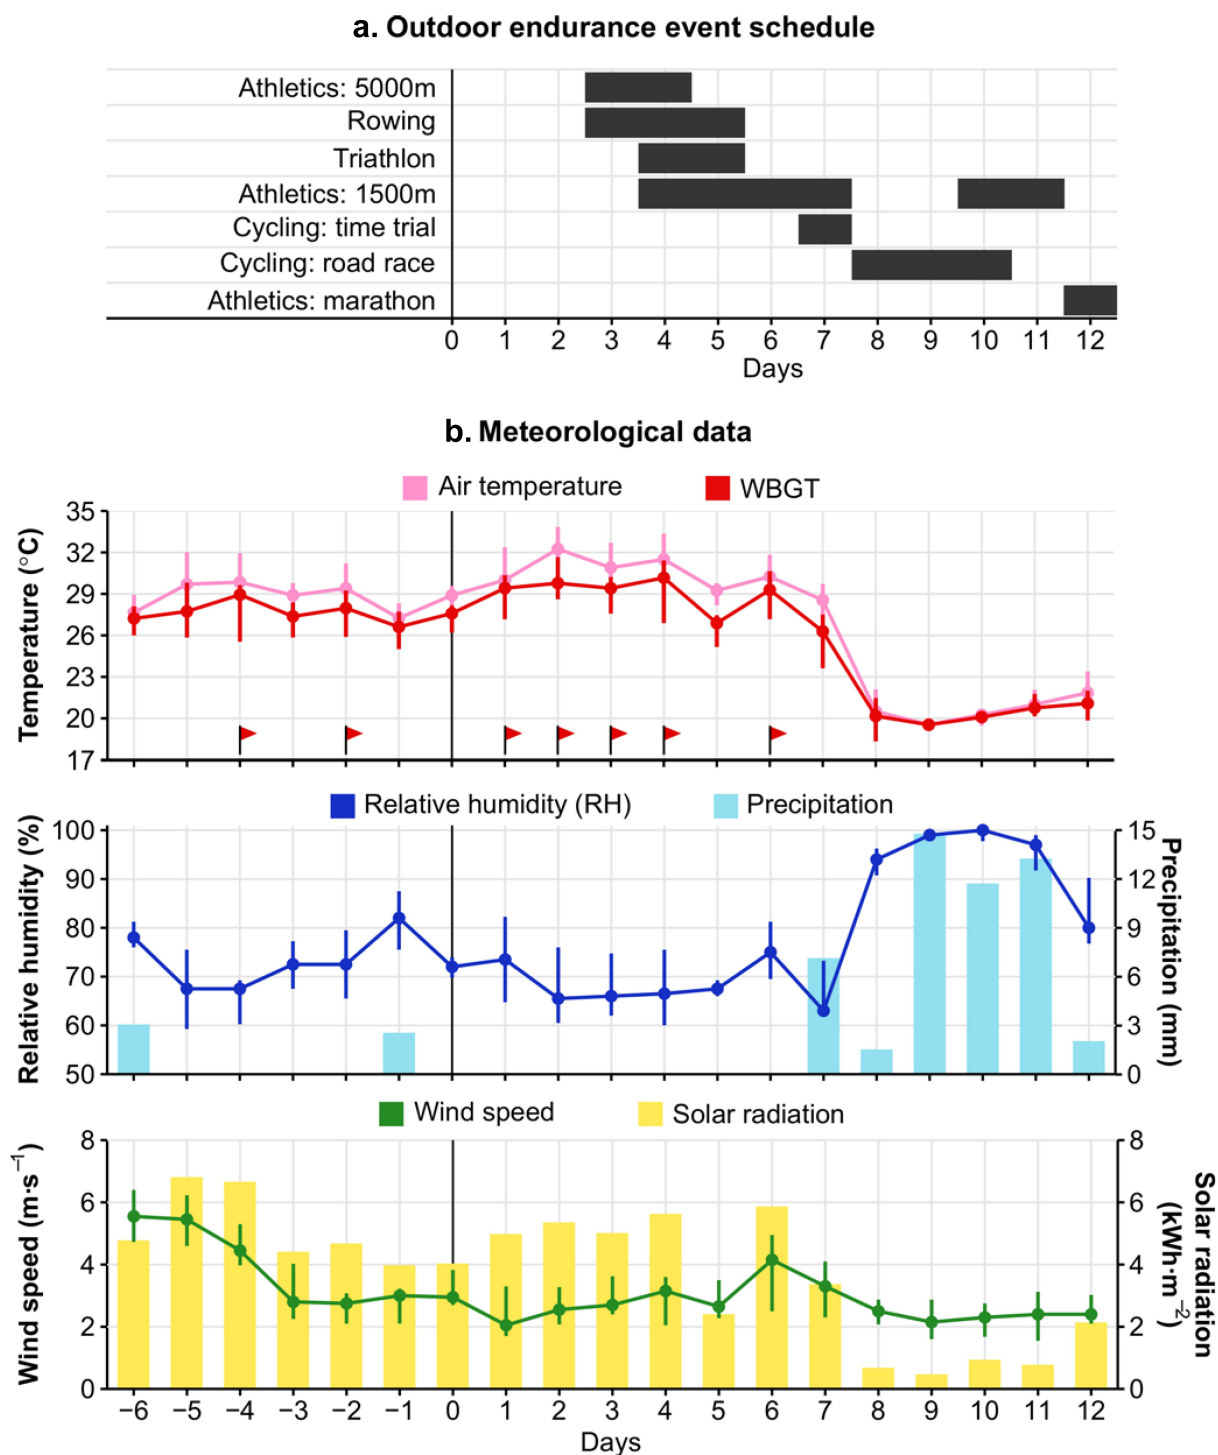 a. Outdoor endurance event schedule
Athletics: 5000m
Rowing
Triathlon
Athletics: 1500m
Cycling: time trial
Cycling: road race
Athletics: marathon
0 1 2 3 4 5 6 7 8 9 10 11 12
Days
b. Meteorological data
Air temperature WBGT
Temperature (°C)
35
32
29
26
23
20
17
Relative humidity (RH) Precipitation
Relative humidity (%)
100
90
80
70
60
50
15
12
9
6
3
0
Precipitation (mm)
Wind speed Solar radiation
Wind speed (m·s⁻¹)
8
6
4
2
0
8
6
4
2
0
Solar radiation
(kWh·m⁻²)
−6 −5 −4 −3 −2 −1 0 1 2 3 4 5 6 7 8 9 10 11 12
Days